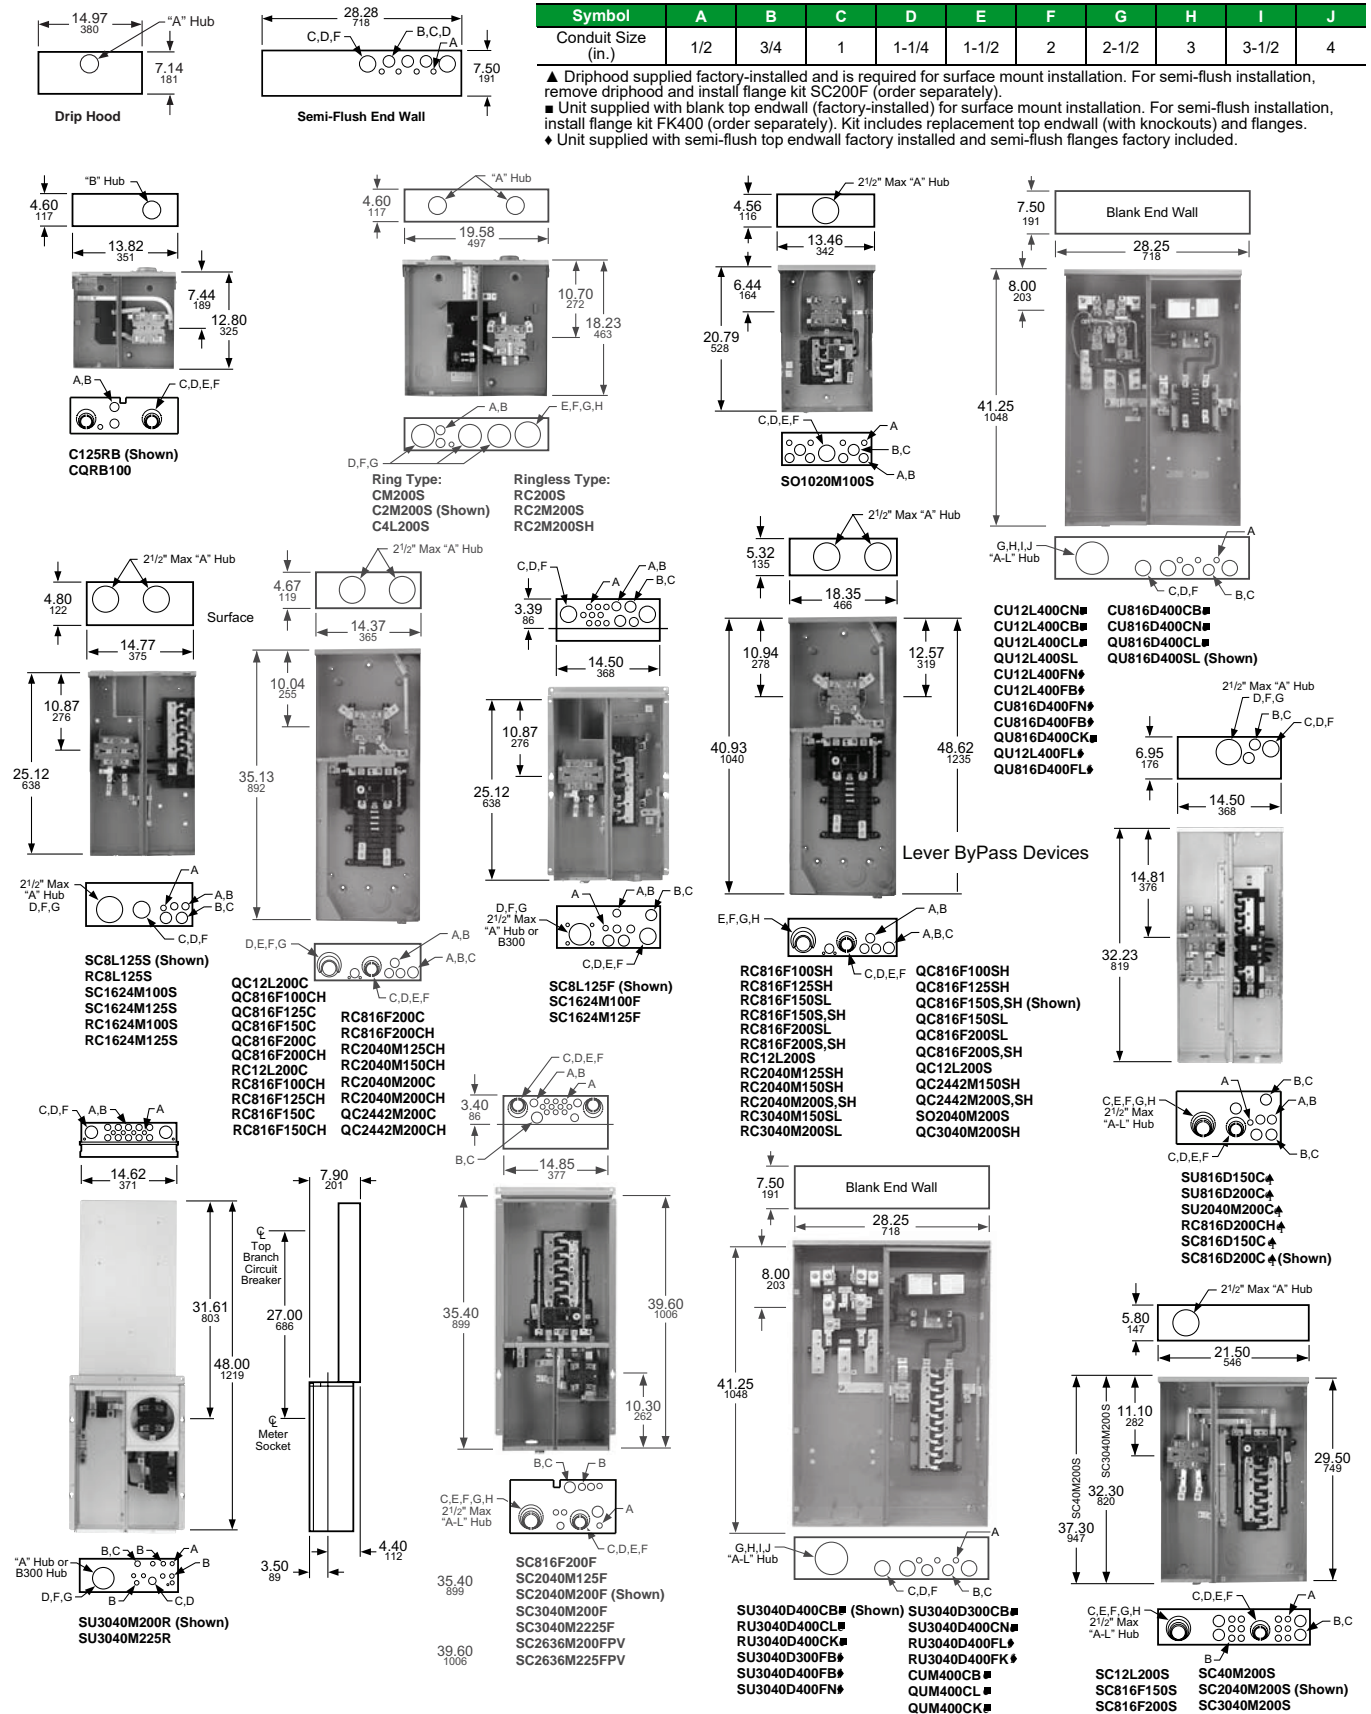 14.97
380
"A" Hub
7.14
181
Drip Hood
28.28
718
C,D,F
B,C,D
A
7.50
191
Semi-Flush End Wall
Symbol A B C D E F G H I J
Conduit Size (in.) 1/2 3/4 1 1-1/4 1-1/2 2 2-1/2 3 3-1/2 4
▲ Driphood supplied factory-installed and is required for surface mount installation. For semi-flush installation,
remove driphood and install flange kit SC200F (order separately).
■ Unit supplied with blank top endwall (factory-installed) for surface mount installation. For semi-flush installation,
install flange kit FK400 (order separately). Kit includes replacement top endwall (with knockouts) and flanges.
♦ Unit supplied with semi-flush top endwall factory installed and semi-flush flanges factory included.
"B" Hub
4.60
117
13.82
351
7.44
189
12.80
325
A,B
C,D,E,F
C125RB (Shown)
CQRB100
"A" Hub
4.60
117
19.58
497
10.70
272
18.23
463
A,B
E,F,G,H
D,F,G
Ring Type:
CM200S
C2M200S (Shown)
C4L200S
Ringless Type:
RC200S
RC2M200S
RC2M200SH
2 1/2" Max "A" Hub
4.56
116
13.46
342
6.44
164
20.79
528
C,D,E,F
A
B,C
A,B
SO1020M100S
7.50
191
Blank End Wall
28.25
718
8.00
203
41.25
1048
G,H,I,J
"A-L" Hub
A
C,D,F
B,C
CU12L400CN■
CU12L400CB■
QU12L400CL■
QU12L400SL
CU12L400FN♦
CU12L400FB♦
CU816D400FN♦
CU816D400FB♦
QU816D400CK■
QU12L400FL♦
QU816D400FL♦
CU816D400CB■
CU816D400CN■
QU816D400CL■
QU816D400SL (Shown)
2 1/2" Max "A" Hub
4.80
122
Surface
14.77
375
10.87
276
25.12
638
2 1/2" Max
"A" Hub
D,F,G
A
A,B
B,C
C,D,F
SC8L125S (Shown)
RC8L125S
SC1624M100S
SC1624M125S
RC1624M100S
RC1624M125S
2 1/2" Max "A" Hub
4.67
119
14.37
365
10.04
255
35.13
892
D,E,F,G
A,B
A,B,C
C,D,E,F
QC12L200C
QC816F100CH
QC816F125C
QC816F150C
QC816F200C
QC816F200CH
RC12L200C
RC816F100CH
RC816F125CH
RC816F150C
RC816F150CH
RC816F200C
RC816F200CH
RC2040M125CH
RC2040M150CH
RC2040M200C
RC2040M200CH
QC2442M200C
QC2442M200CH
C,D,F
A
A,B
B,C
3.39
86
14.50
368
10.87
276
25.12
638
D,F,G
2 1/2" Max
"A" Hub or
B300
A
A,B
B,C
C,D,E,F
SC8L125F (Shown)
SC1624M100F
SC1624M125F
2 1/2" Max "A" Hub
5.32
135
18.35
466
10.94
278
12.57
319
40.93
1040
48.62
1235
Lever ByPass Devices
E,F,G,H
A,B
A,B,C
C,D,E,F
RC816F100SH
RC816F125SH
RC816F150SL
RC816F150S,SH
RC816F200SL
RC816F200S,SH
RC12L200S
RC2040M125SH
RC2040M150SH
RC2040M200S,SH
RC3040M150SL
RC3040M200SL
QC816F100SH
QC816F125SH
QC816F150S,SH (Shown)
QC816F150SL
QC816F200SL
QC816F200S,SH
QC12L200S
QC2442M150SH
QC2442M200S,SH
SO2040M200S
QC3040M200SH
2 1/2" Max "A" Hub
D,F,G
B,C
C,D,F
6.95
176
14.50
368
14.81
376
32.23
819
A
B,C
C,E,F,G,H
2 1/2" Max
"A-L" Hub
A,B
C,D,E,F
B,C
SU816D150C♠
SU816D200C♠
SU2040M200C♠
RC816D200CH♠
SC816D150C♠
SC816D200C♠(Shown)
C,D,F
A,B
A
14.62
371
7.90
201
℄
Top
Branch
Circuit
Breaker
31.61
803
27.00
686
48.00
1219
℄
Meter
Socket
3.50
89
4.40
112
"A" Hub or
B300 Hub
B,C
B
A
B
D,F,G
B
C,D
SU3040M200R (Shown)
SU3040M225R
C,D,E,F
A,B
A
3.40
86
B,C
14.85
377
35.40
899
39.60
1006
10.30
262
B,C
B
C,E,F,G,H
2 1/2" Max
"A-L" Hub
A
C,D,E,F
35.40
899
39.60
1006
SC816F200F
SC2040M125F
SC2040M200F (Shown)
SC3040M200F
SC3040M2225F
SC2636M200FPV
SC2636M225FPV
7.50
191
Blank End Wall
28.25
718
8.00
203
41.25
1048
G,H,I,J
"A-L" Hub
A
C,D,F
B,C
SU3040D400CB■ (Shown)
RU3040D400CL■
RU3040D400CK■
SU3040D300FB♦
SU3040D400FB♦
SU3040D400FN♦
SU3040D300CB■
SU3040D400CN■
RU3040D400FL♦
RU3040D400FK♦
CUM400CB■
QUM400CL■
QUM400CK■
2 1/2" Max "A" Hub
5.80
147
21.50
546
11.10
282
SC40M200S
SC3040M200S
32.30
820
37.30
947
29.50
749
C,E,F,G,H
2 1/2" Max
"A-L" Hub
C,D,E,F
A
B,C
B
SC12L200S
SC816F150S
SC816F200S
SC40M200S
SC2040M200S (Shown)
SC3040M200S